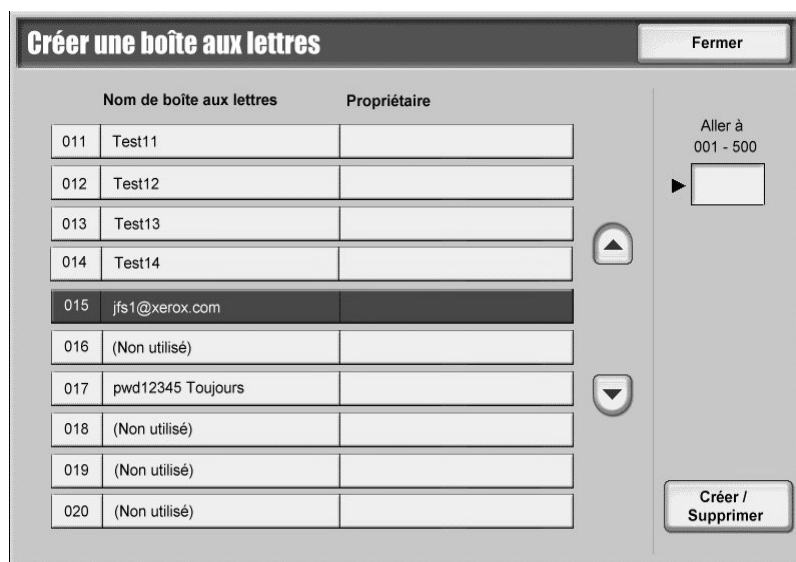 Créer une boîte aux lettres
Fermer
Nom de boîte aux lettres Propriétaire
Aller à
001 - 500
011 Test11
012 Test12
013 Test13
014 Test14
015 jfs1@xerox.com
016 (Non utilisé)
017 pwd12345 Toujours
018 (Non utilisé)
019 (Non utilisé)
020 (Non utilisé)
Créer /
Supprimer